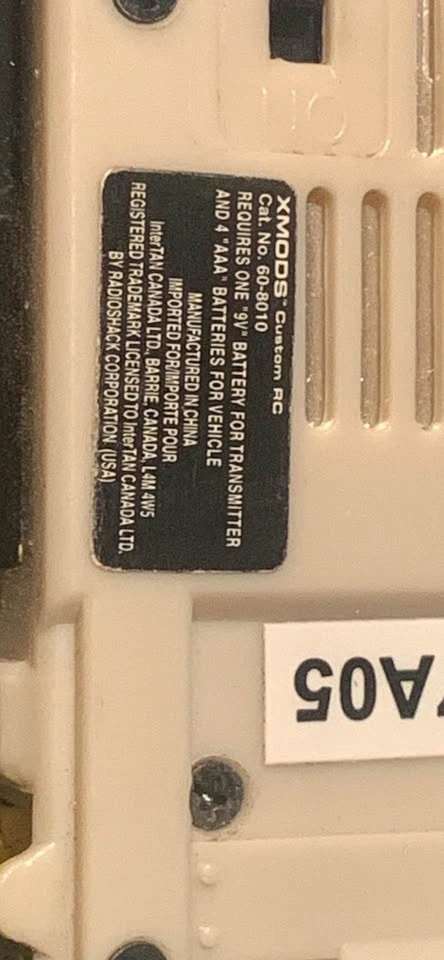 XMODS™ Custom RC
Cat. No. 60-8010
REQUIRES ONE "9V" BATTERY FOR TRANSMITTER
AND 4 "AAA" BATTERIES FOR VEHICLE
MANUFACTURED IN CHINA
IMPORTED FOR/IMPORTE POUR
InterTAN CANADA LTD., BARRIE, CANADA, L4M 4W5
REGISTERED TRADEMARK LICENSED TO InterTAN CANADA LTD.
BY RADIOSHACK CORPORATION (USA)
A05